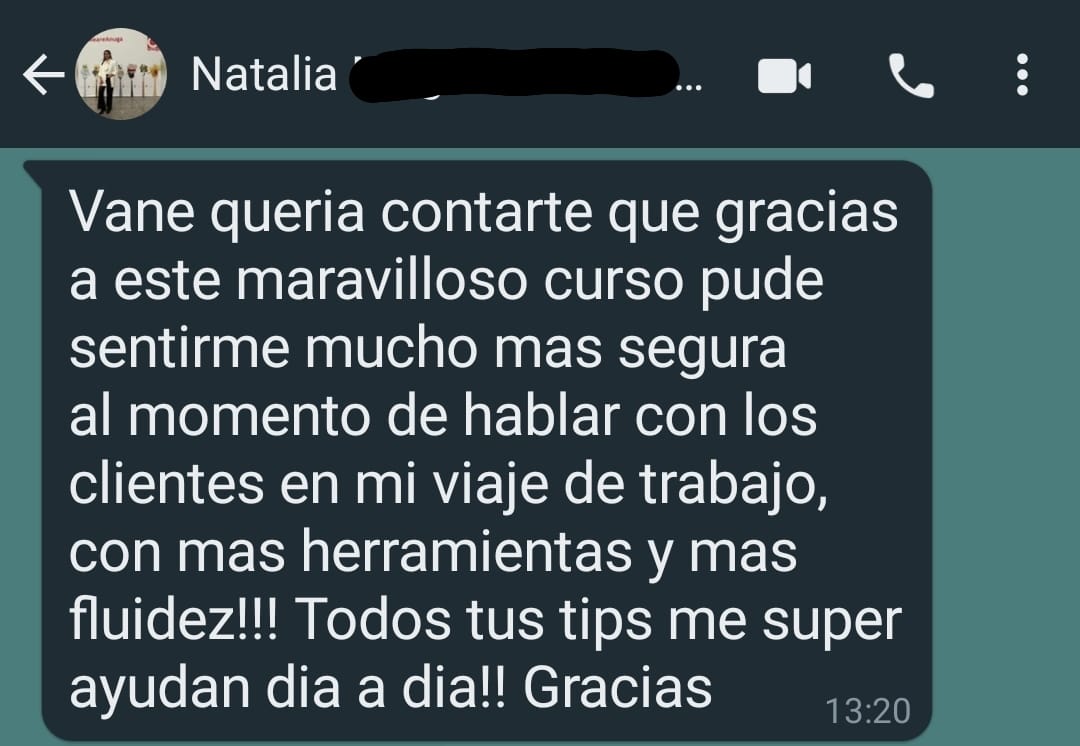 Natalia
...
Vane queria contarte que gracias
a este maravilloso curso pude
sentirme mucho mas segura
al momento de hablar con los
clientes en mi viaje de trabajo,
con mas herramientas y mas
fluidez!!! Todos tus tips me super
ayudan dia a dia!! Gracias
13:20